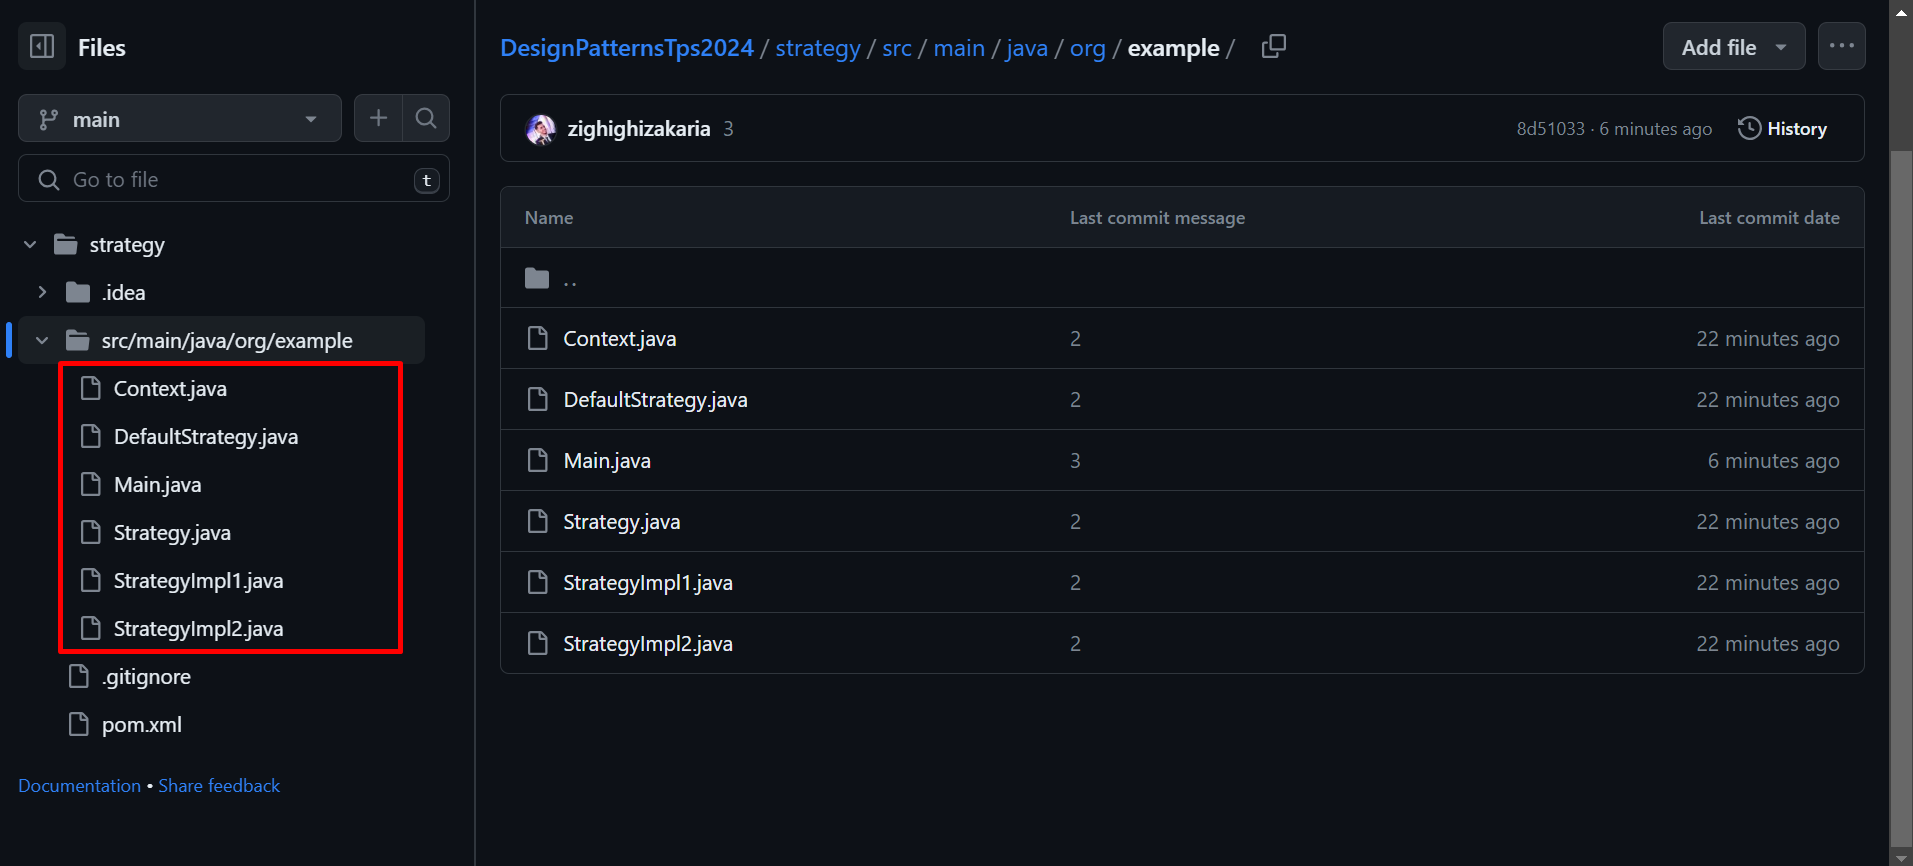 Files
main
Go to file
t
strategy
.idea
src/main/java/org/example
Context.java
DefaultStrategy.java
Main.java
Strategy.java
StrategyImpl1.java
StrategyImpl2.java
.gitignore
pom.xml
Documentation • Share feedback
DesignPatternsTps2024 / strategy / src / main / java / org / example /
Add file
zighighizakaria 3
8d51033 · 6 minutes ago
History
Name Last commit message Last commit date
..
Context.java 2 22 minutes ago
DefaultStrategy.java 2 22 minutes ago
Main.java 3 6 minutes ago
Strategy.java 2 22 minutes ago
StrategyImpl1.java 2 22 minutes ago
StrategyImpl2.java 2 22 minutes ago